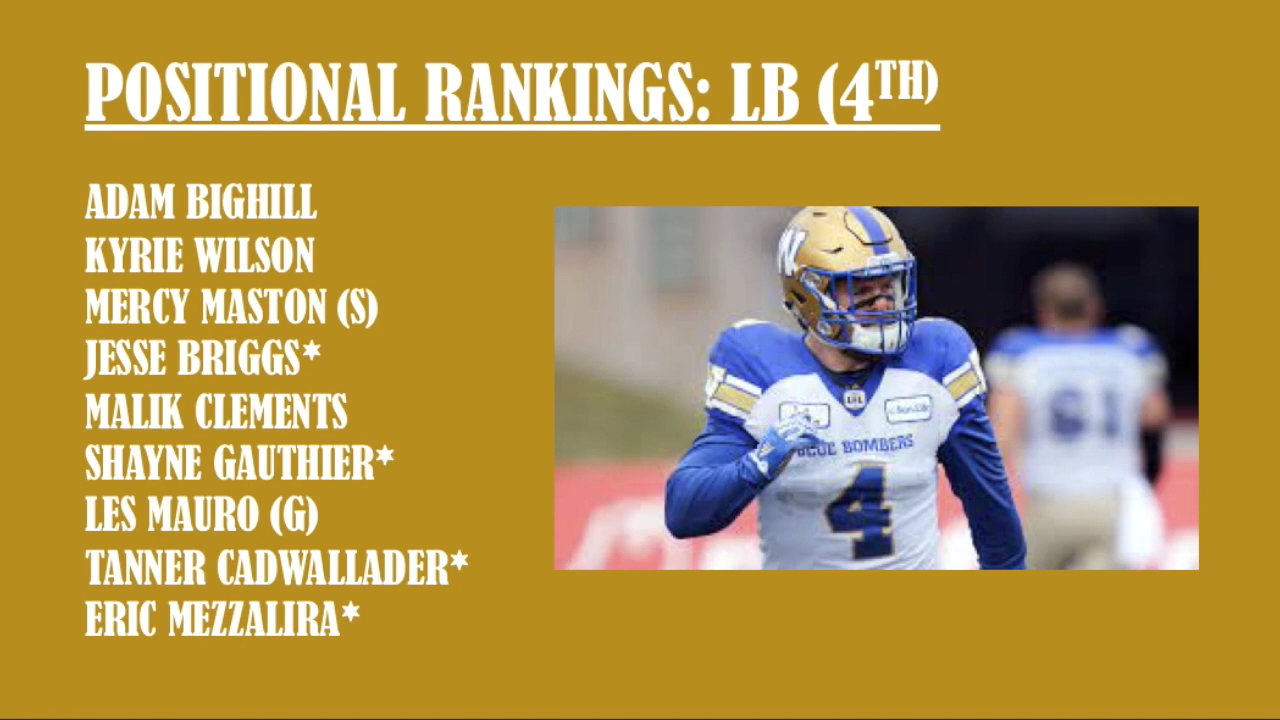 POSITIONAL RANKINGS: LB (4TH)
ADAM BIGHILL
KYRIE WILSON
MERCY MASTON (S)
JESSE BRIGGS*
MALIK CLEMENTS
SHAYNE GAUTHIER*
LES MAURO (G)
TANNER CADWALLADER*
ERIC MEZZALIRA*
W
BLUE BOMBERS
4
61